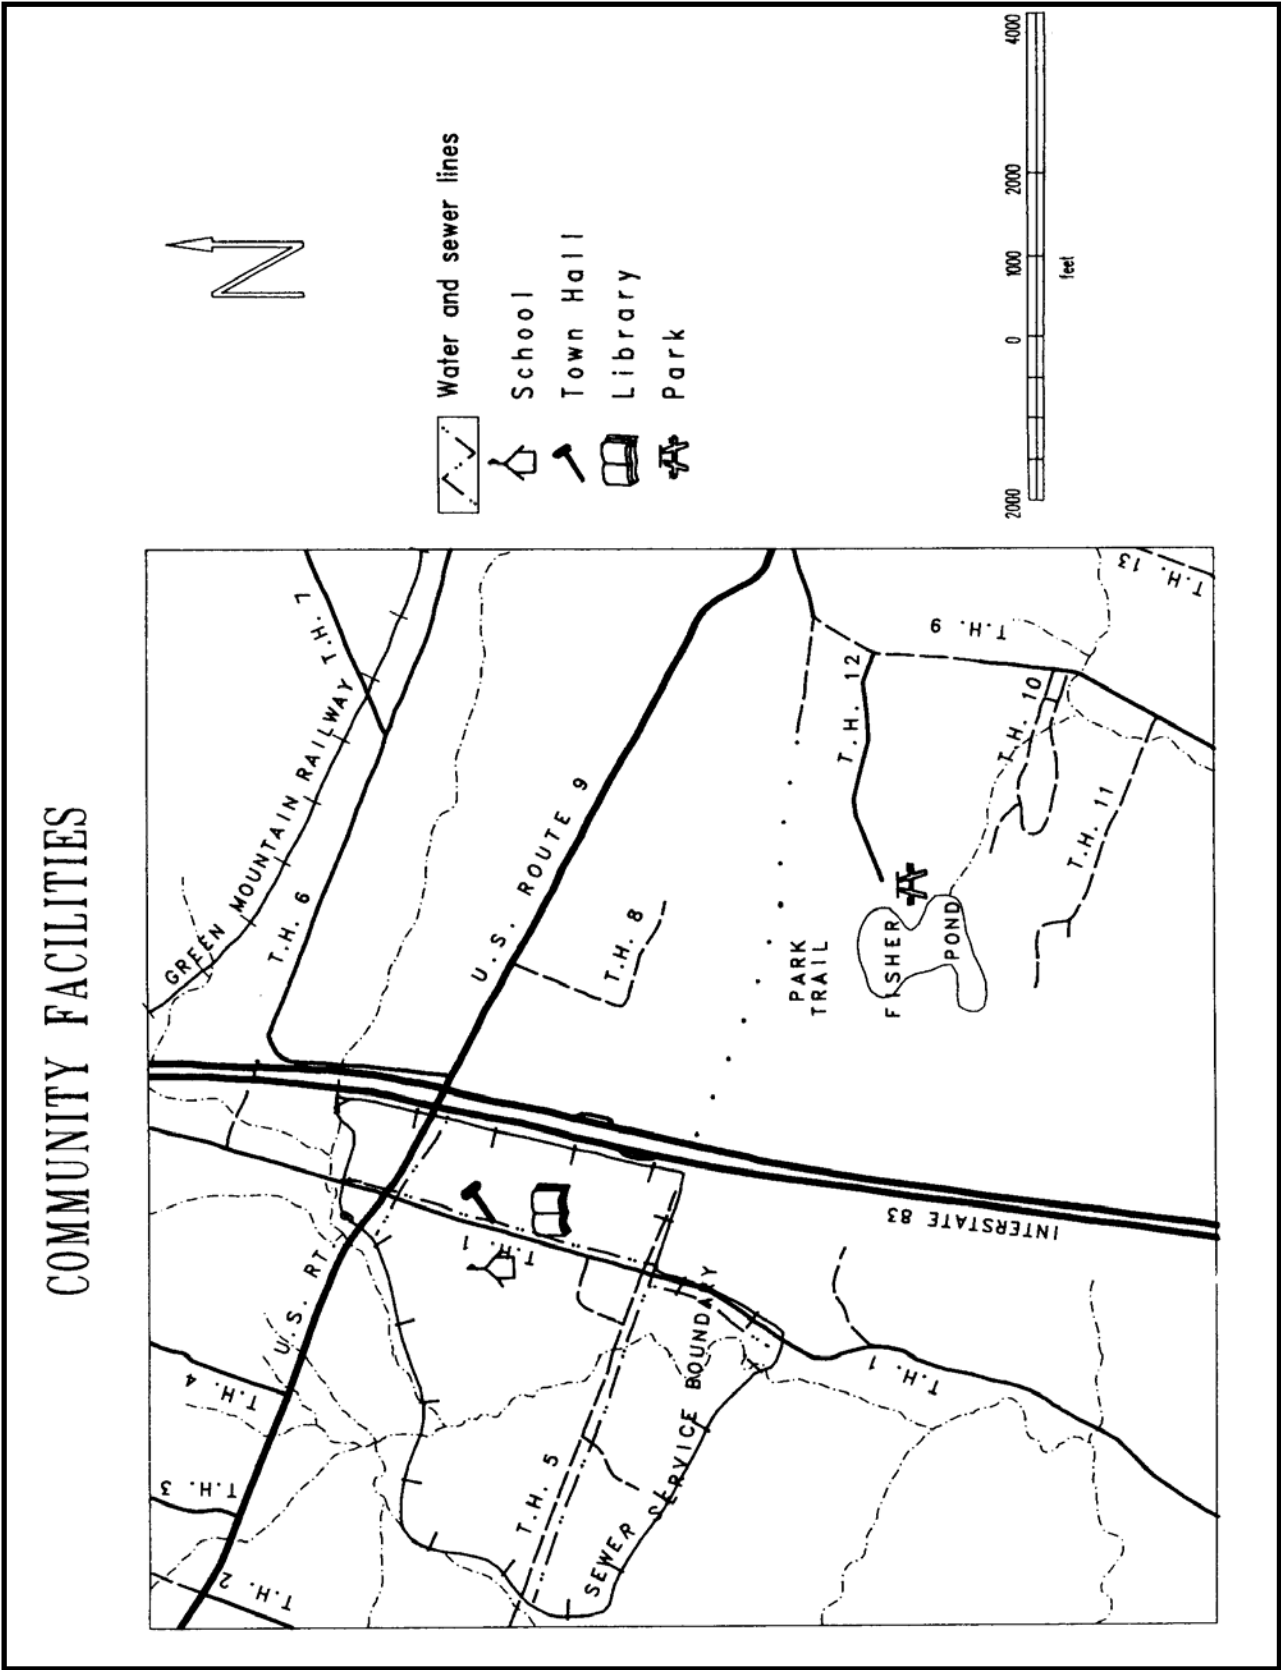 COMMUNITY FACILITIES
N
Water and sewer lines
School
Town Hall
Library
Park
4000
2000
1000
0
2000
feet
GREEN MOUNTAIN RAILWAY
T.H. 7
T.H. 6
U.S. ROUTE 9
T.H. 8
PARK
TRAIL
T.H. 12
T.H. 9
T.H. 10
T.H. 11
T.H. 13
FISHER
POND
INTERSTATE 83
U.S. RT.
T.H. 1
T.H. 4
T.H. 3
T.H. 2
T.H. 5
SEWER SERVICE BOUNDARY
T.H. 1